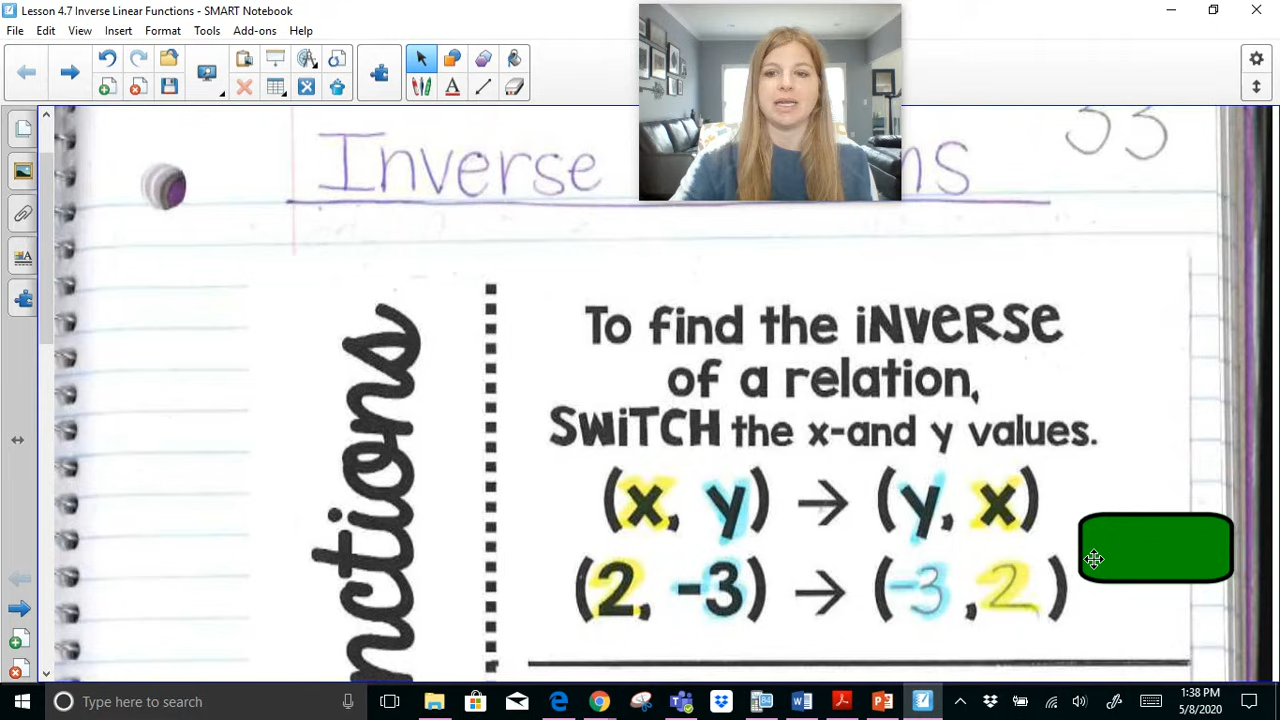 Lesson 4.7 Inverse Linear Functions - SMART Notebook
File Edit View Insert Format Tools Add-ons Help
Inverse ns
33
nctions
To find the iNVERSE
of a relation,
SWiTCH the x-and y values.
(x, y) → (y, x)
(2, -3) → (-3, 2)
Type here to search
1:38 PM
5/8/2020